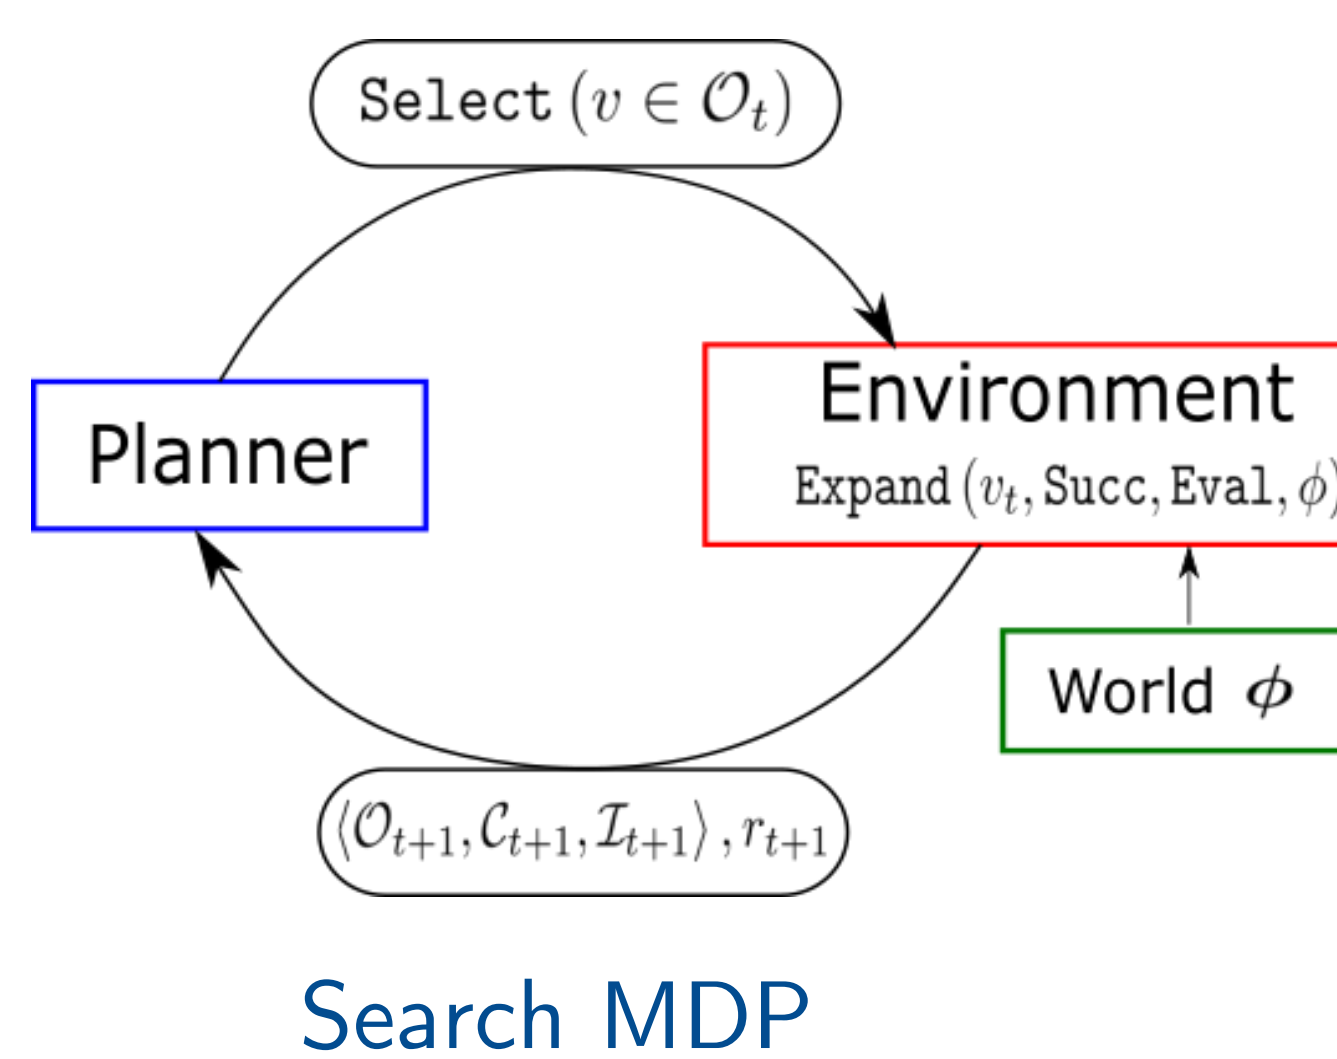 Select (v ∈ 𝒪_t)
Planner
Environment
Expand (v_t, Succ, Eval, ϕ)
World ϕ
⟨𝒪_{t+1}, 𝒞_{t+1}, ℐ_{t+1}⟩, r_{t+1}
Search MDP